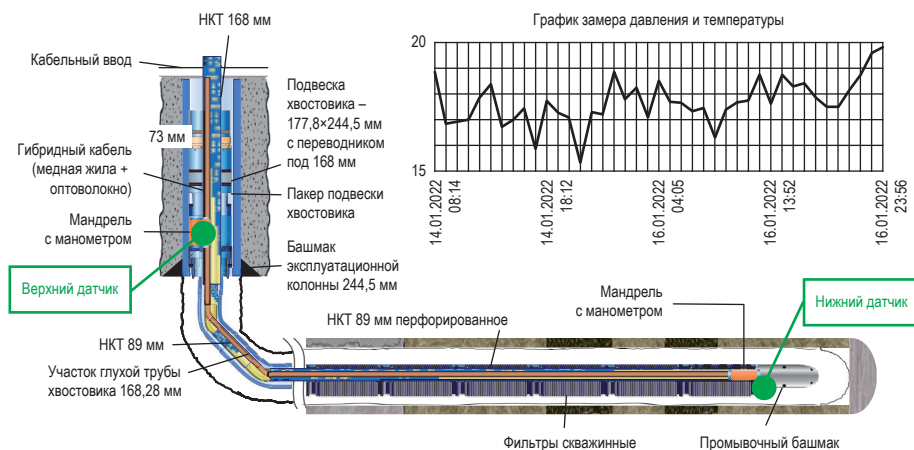 НКТ 168 мм
Кабельный ввод
Подвеска
хвостовика –
177,8×244,5 мм
с переводником
под 168 мм
73 мм
Гибридный кабель
(медная жила +
оптоволокно)
Пакер подвески
хвостовика
Мандрель
с манометром
Башмак
эксплуатационной
колонны 244,5 мм
Верхний датчик
НКТ 89 мм
Участок глухой трубы
хвостовика 168,28 мм
График замера давления и температуры
20
15
14.01.2022
08:14
14.01.2022
18:12
16.01.2022
04:05
16.01.2022
13:52
16.01.2022
23:56
НКТ 89 мм перфорированное
Мандрель
с манометром
Нижний датчик
Фильтры скважинные
Промывочный башмак